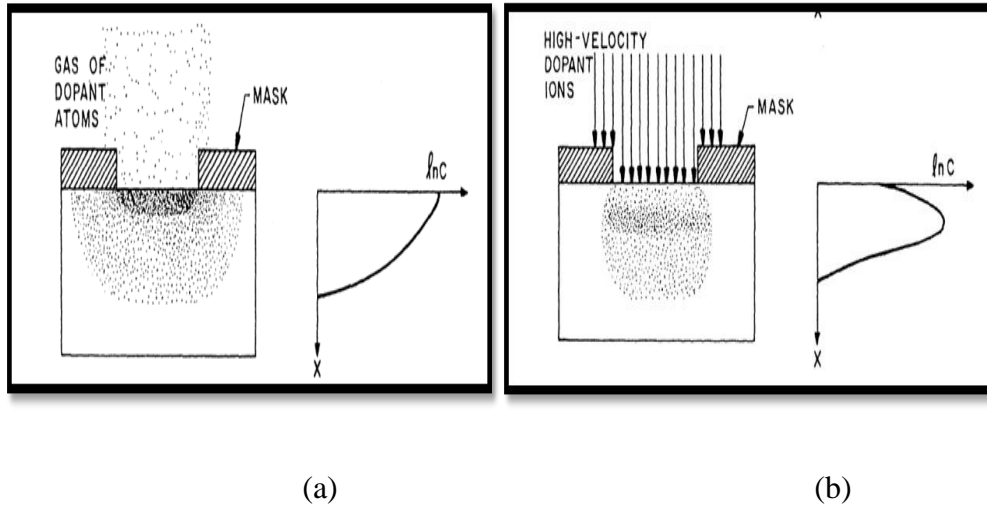 GAS OF
DOPANT
ATOMS
MASK
lnC
X
HIGH-VELOCITY
DOPANT
IONS
MASK
lnC
X
(a)
(b)